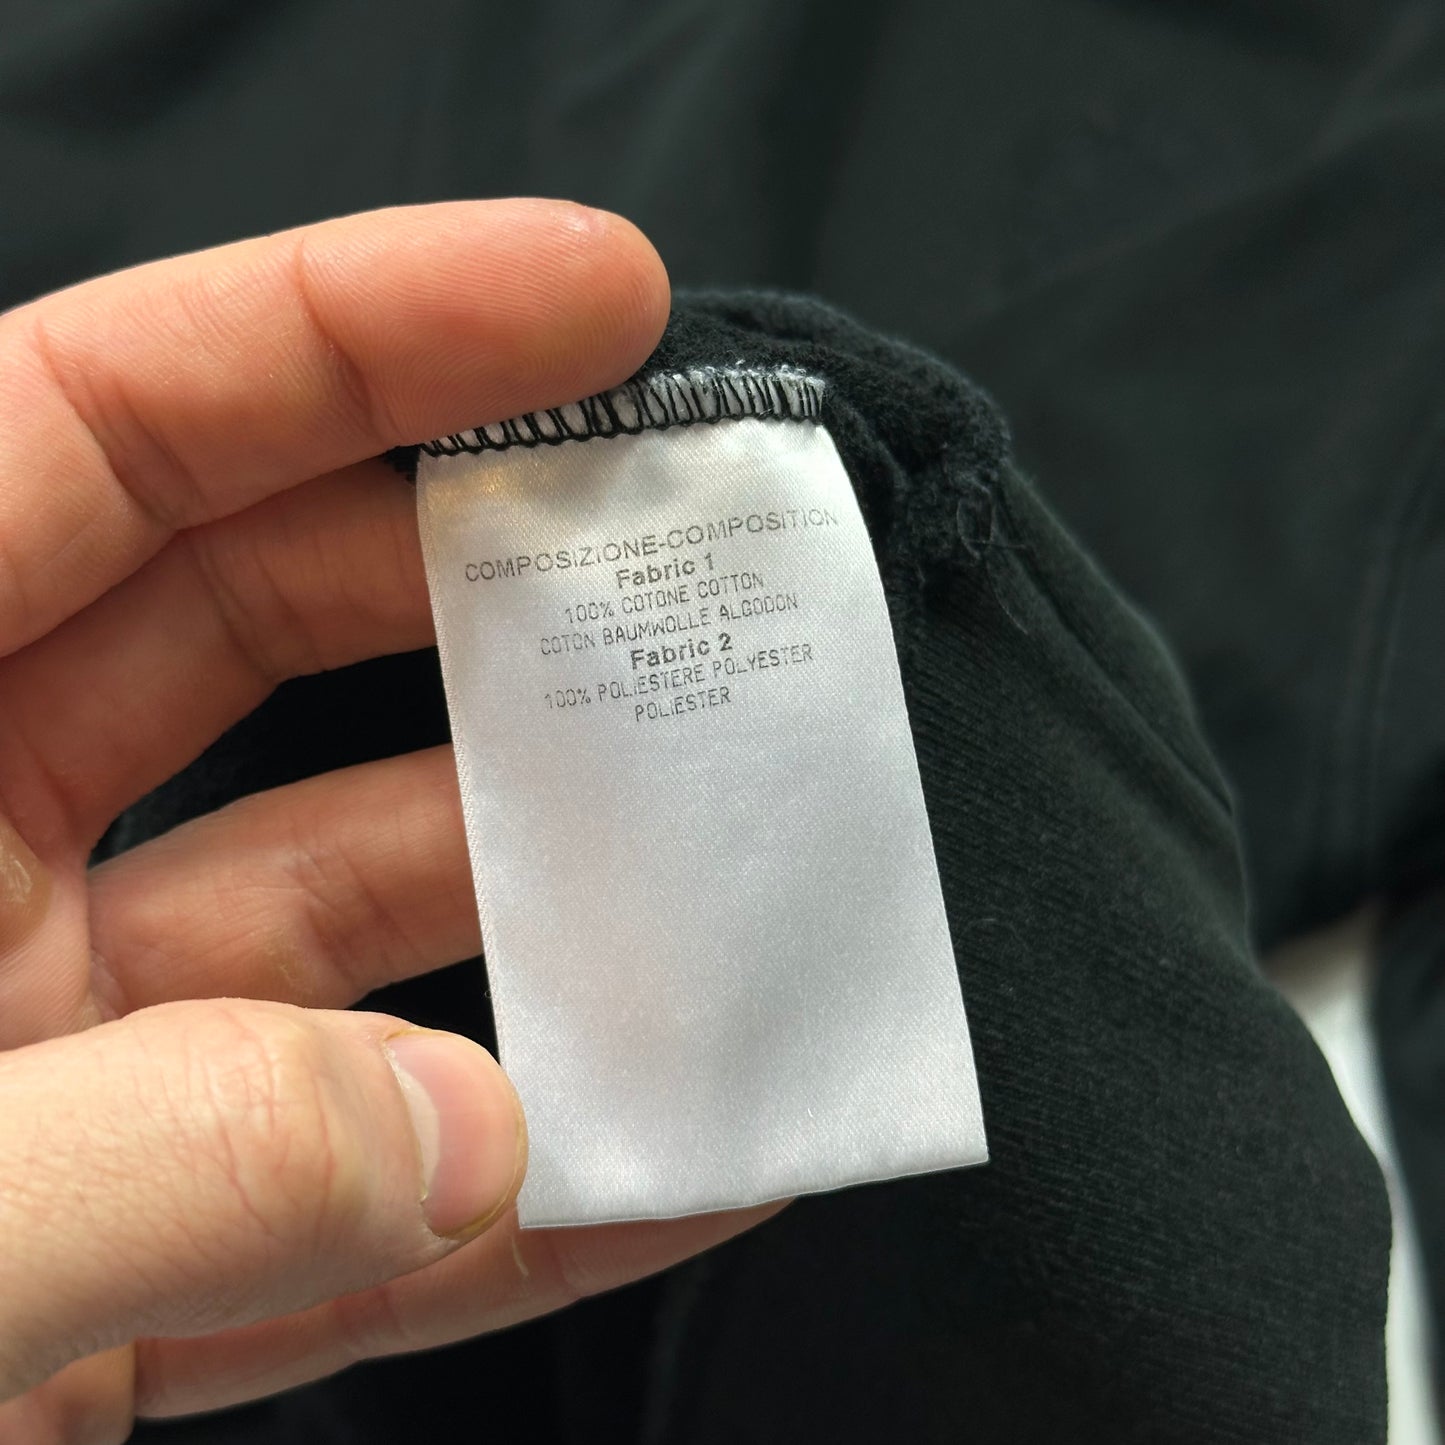 COMPOSIZIONE-COMPOSITION
Fabric 1
100% COTONE COTTON
COTON BAUMWOLLE ALGODON
Fabric 2
100% POLIESTERE POLYESTER
POLIESTER